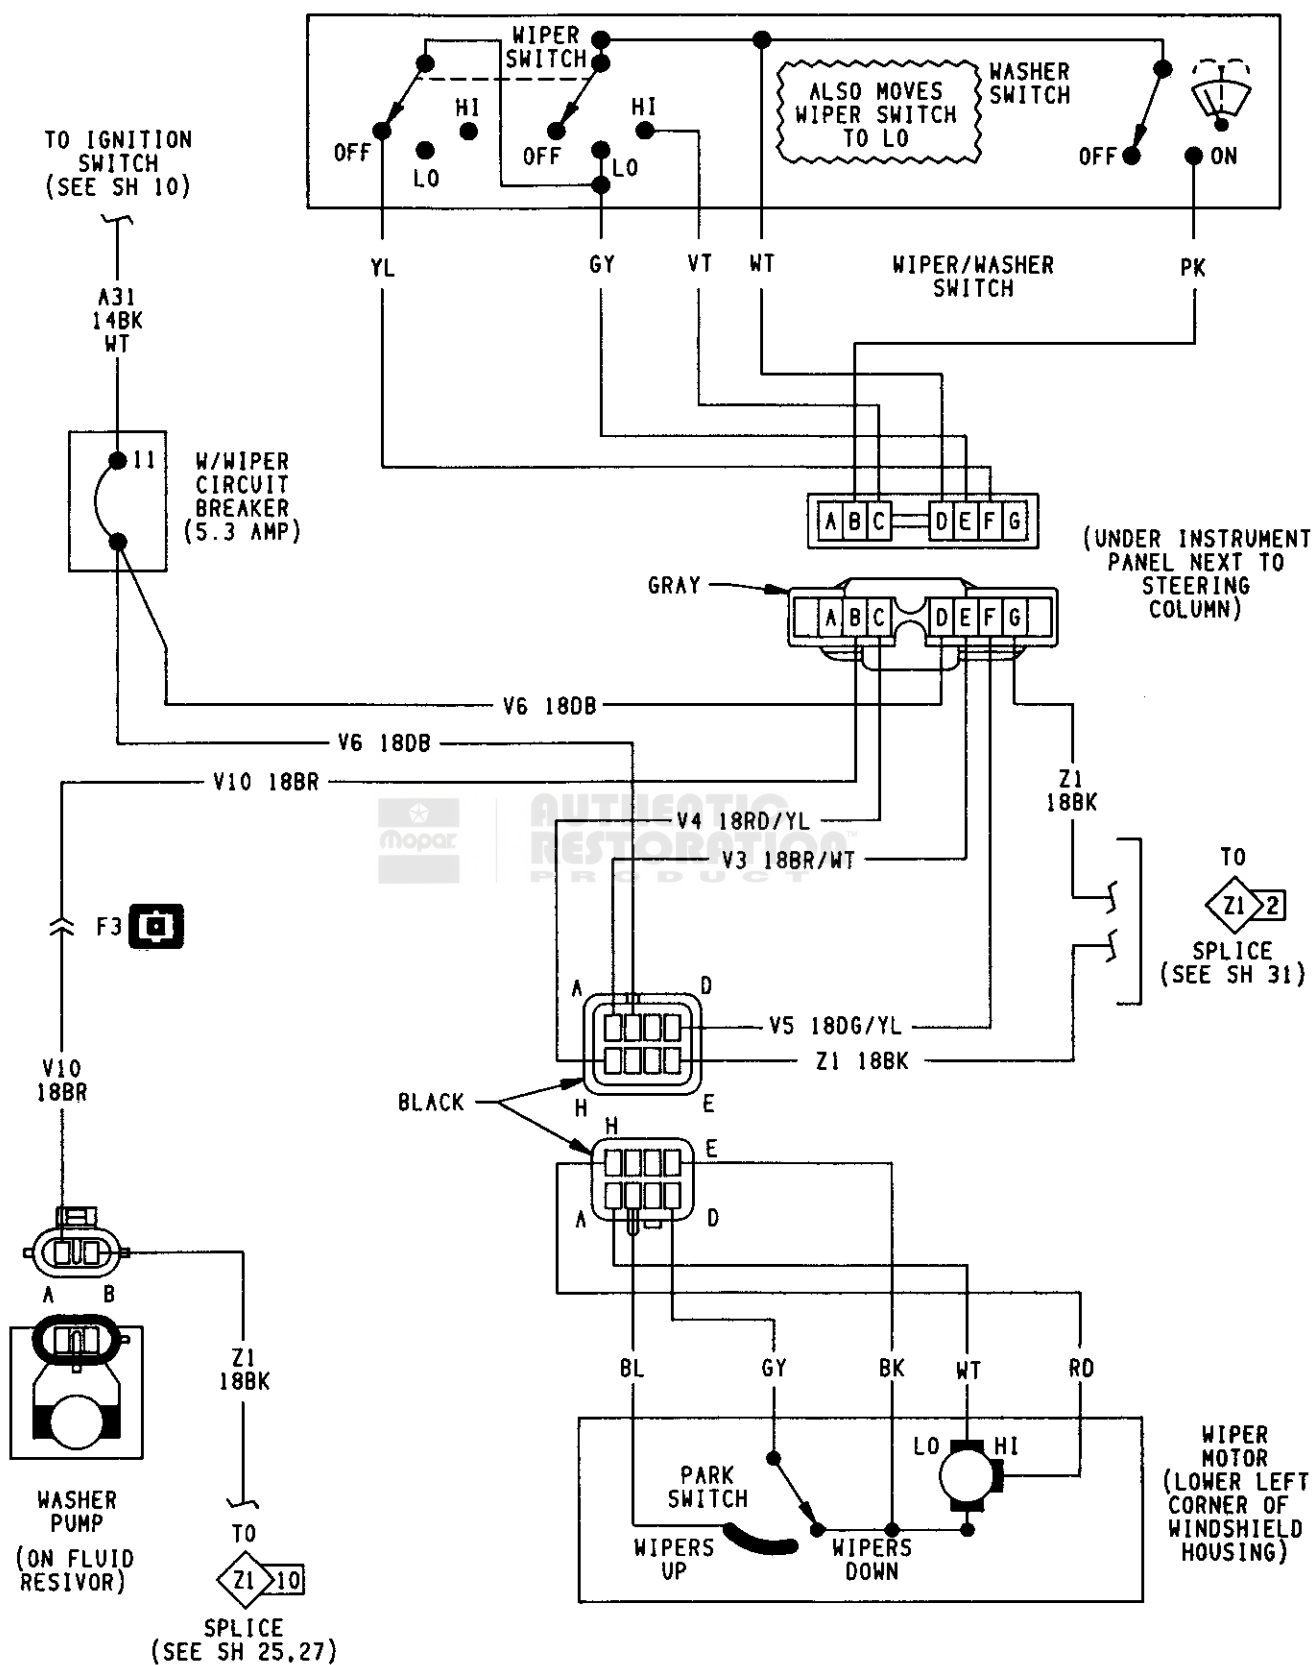 WIPER
SWITCH
HI
OFF
LO
HI
OFF
LO
ALSO MOVES
WIPER SWITCH
TO LO
WASHER
SWITCH
OFF
ON
TO IGNITION
SWITCH
(SEE SH 10)
YL
GY
VT
WT
WIPER/WASHER
SWITCH
PK
A31
14BK
WT
11
W/WIPER
CIRCUIT
BREAKER
(5.3 AMP)
A B C D E F G
(UNDER INSTRUMENT
PANEL NEXT TO
STEERING
COLUMN)
GRAY
A B C D E F G
V6 18DB
V6 18DB
V10 18BR
Z1
18BK
Mopar
AUTHENTIC
RESTORATION™
PRODUCT
V4 18RD/YL
V3 18BR/WT
TO
Z1 2
SPLICE
(SEE SH 31)
F3
A
D
V5 18DG/YL
Z1 18BK
V10
18BR
BLACK
H
E
H
E
A
D
A
B
Z1
18BK
BL
GY
BK
WT
RD
LO
HI
PARK
SWITCH
WIPERS
UP
WIPERS
DOWN
WIPER
MOTOR
(LOWER LEFT
CORNER OF
WINDSHIELD
HOUSING)
WASHER
PUMP
(ON FLUID
RESIVOR)
TO
Z1 10
SPLICE
(SEE SH 25,27)